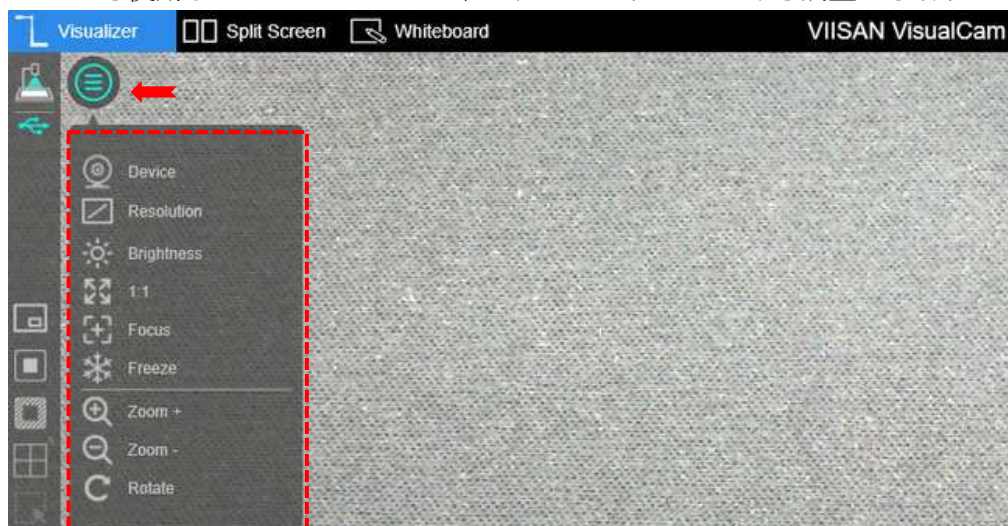 Visualizer Split Screen Whiteboard VIISAN VisualCam
Device
Resolution
Brightness
1:1
Focus
Freeze
Zoom +
Zoom -
Rotate